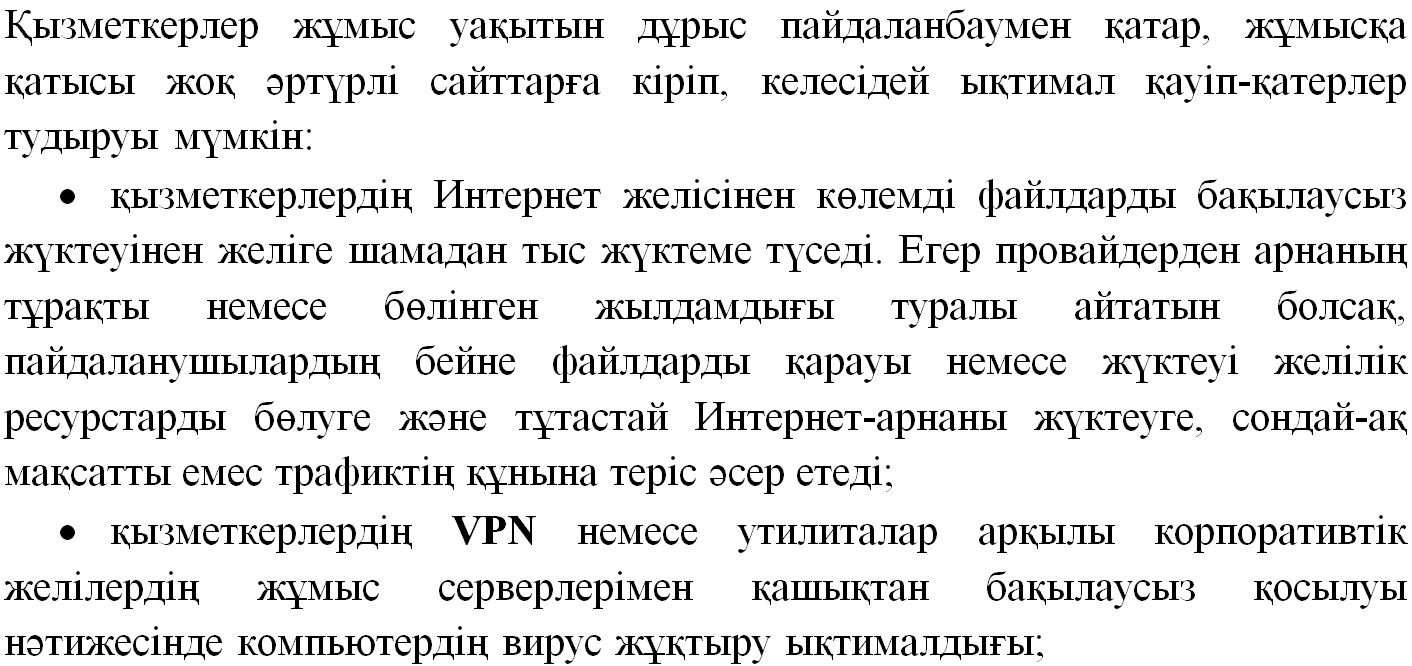 Қызметкерлер жұмыс уақытын дұрыс пайдаланбаумен қатар, жұмысқа
қатысы жоқ әртүрлі сайттарға кіріп, келесідей ықтимал қауіп-қатерлер
тудыруы мүмкін:
• қызметкерлердің Интернет желісінен көлемді файлдарды бақылаусыз
жүктеуінен желіге шамадан тыс жүктеме түседі. Егер провайдерден арнаның
тұрақты немесе бөлінген жылдамдығы туралы айтатын болсақ,
пайдаланушылардың бейне файлдарды қарауы немесе жүктеуі желілік
ресурстарды бөлуге және тұтастай Интернет-арнаны жүктеуге, сондай-ақ
мақсатты емес трафиктің құнына теріс әсер етеді;
• қызметкерлердің VPN немесе утилиталар арқылы корпоративтік
желілердің жұмыс серверлерімен қашықтан бақылаусыз қосылуы
нәтижесінде компьютердің вирус жұқтыру ықтималдығы;